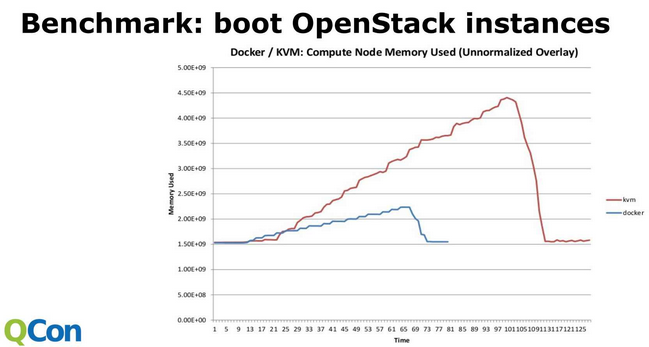 Benchmark: boot OpenStack instances
Docker / KVM: Compute Node Memory Used (Unnormalized Overlay)
5.00E+09
4.50E+09
4.00E+09
3.50E+09
3.00E+09
2.50E+09
2.00E+09
1.50E+09
1.00E+09
5.00E+08
0.00E+00
Memory Used
kvm
docker
1 5 9 13 17 21 25 29 33 37 41 45 49 53 57 61 65 69 73 77 81 85 89 93 97 101 105 109 113 117 121 125
Time
QCon